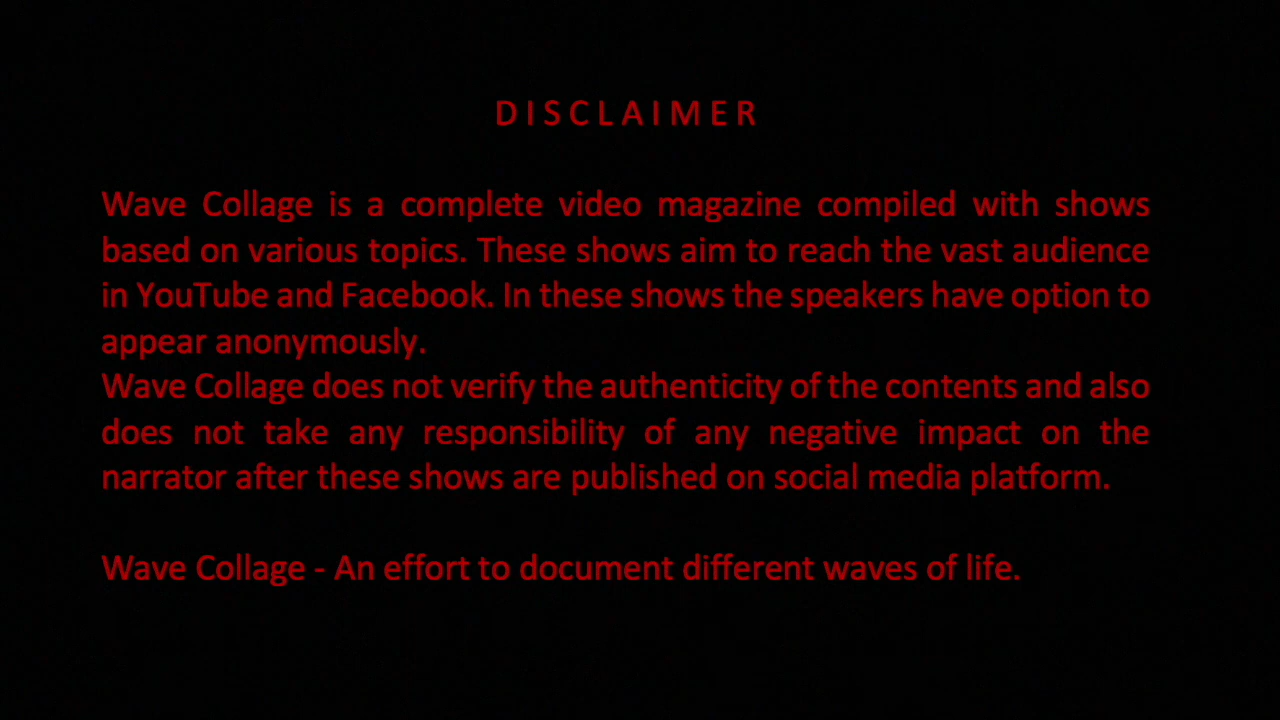 DISCLAIMER
Wave Collage is a complete video magazine compiled with shows
based on various topics. These shows aim to reach the vast audience
in YouTube and Facebook. In these shows the speakers have option to
appear anonymously.
Wave Collage does not verify the authenticity of the contents and also
does not take any responsibility of any negative impact on the
narrator after these shows are published on social media platform.
Wave Collage - An effort to document different waves of life.